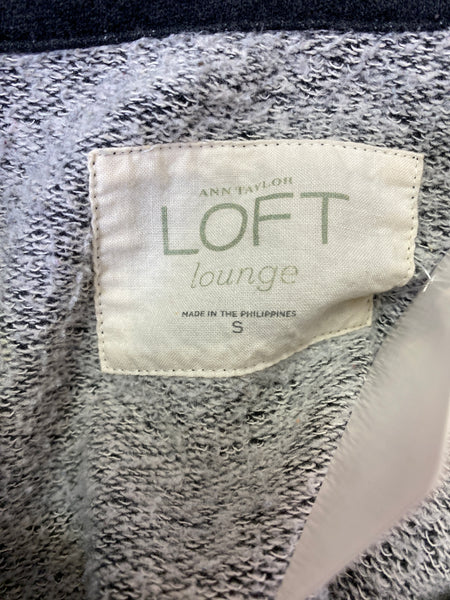 ANN TAYLOR
LOFT
lounge
MADE IN THE PHILIPPINES
S